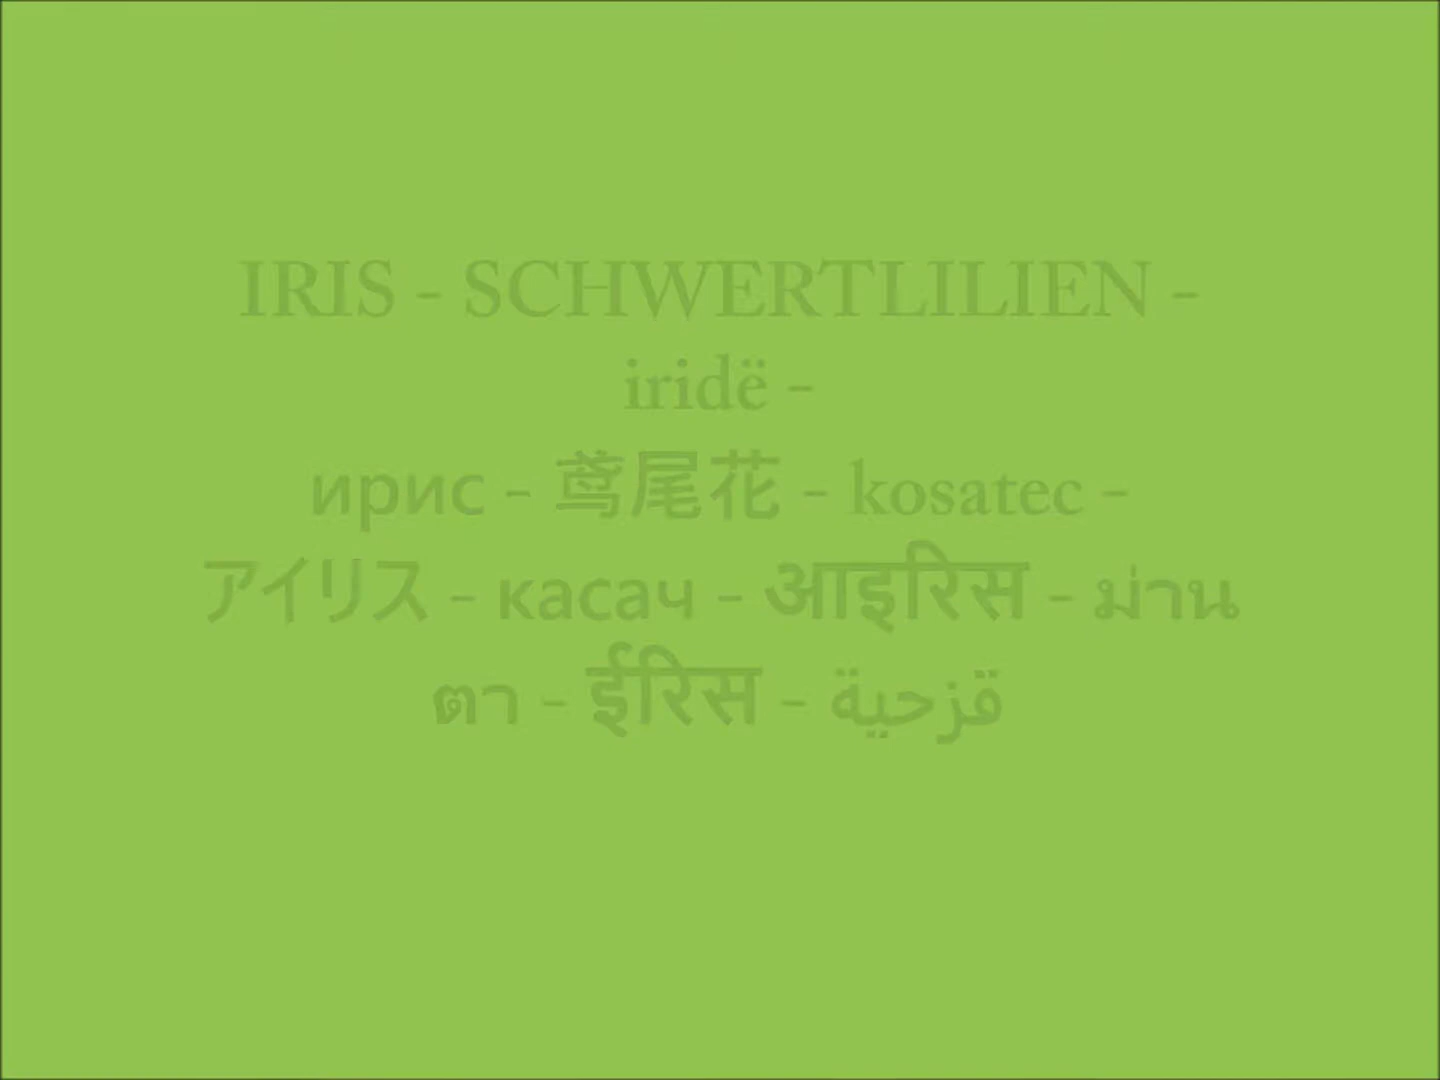 IRIS - SCHWERTLILIEN -
iridë -
ирис - 鸢尾花 - kosatec -
アイリス - касач - आइरिस - ม่าน
ตา - ईरिस - قزحية